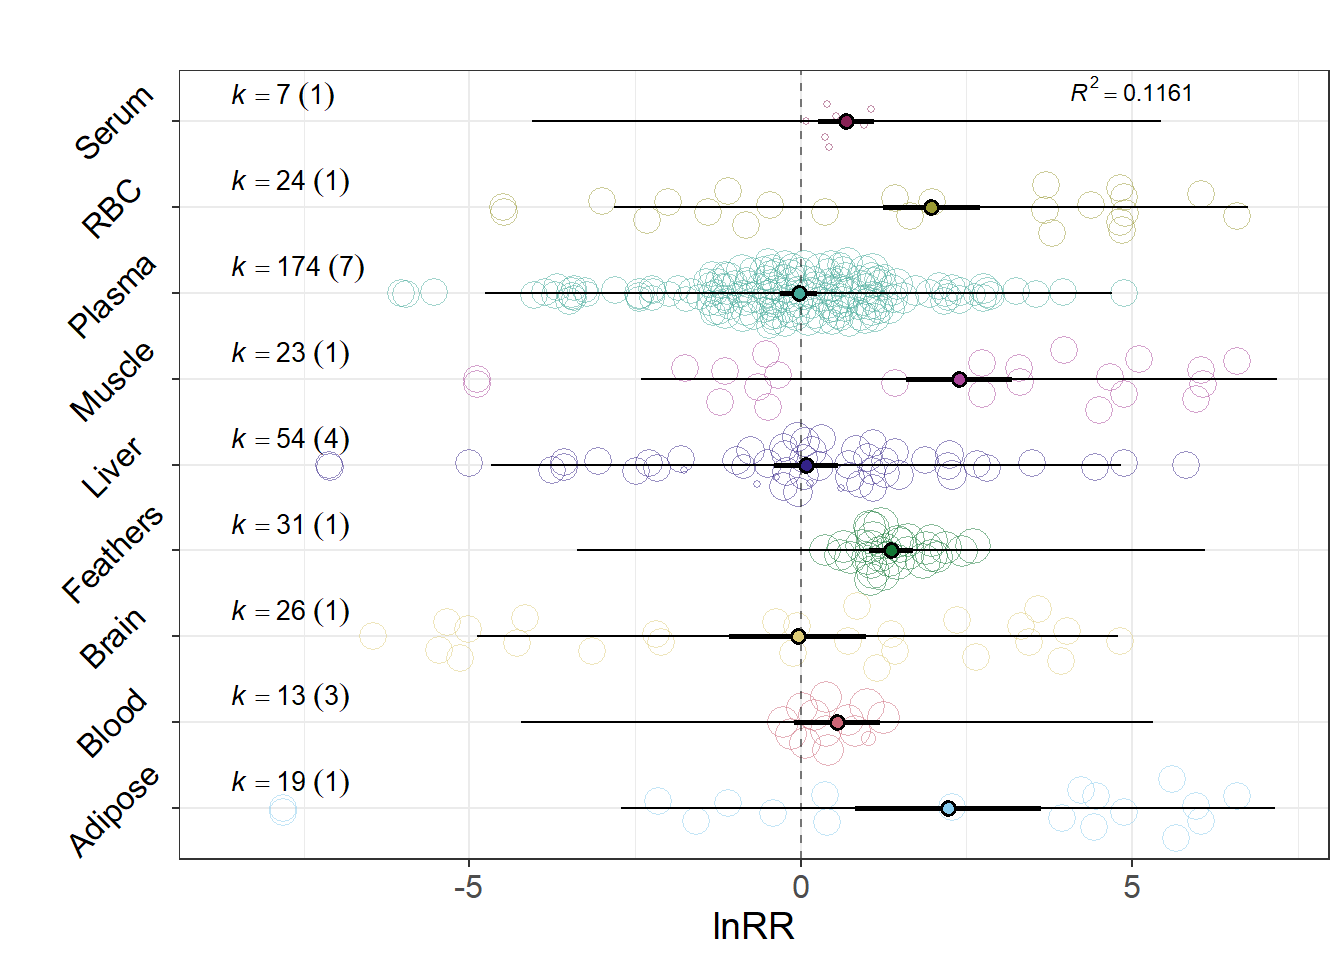 Serum
k = 7 (1)
R² = 0.1161
RBC
k = 24 (1)
Plasma
k = 174 (7)
Muscle
k = 23 (1)
Liver
k = 54 (4)
Feathers
k = 31 (1)
Brain
k = 26 (1)
Blood
k = 13 (3)
Adipose
k = 19 (1)
-5 0 5
lnRR